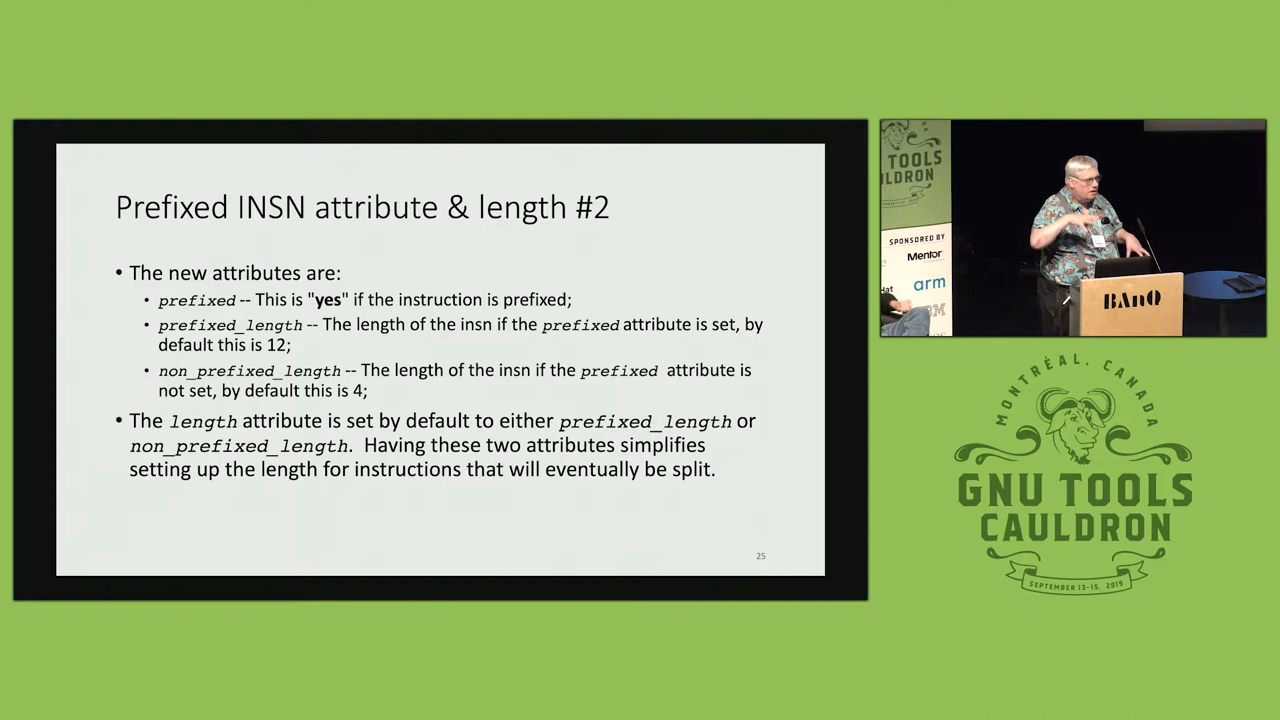 Prefixed INSN attribute & length #2
• The new attributes are:
• prefixed -- This is "yes" if the instruction is prefixed;
• prefixed_length -- The length of the insn if the prefixed attribute is set, by
default this is 12;
• non_prefixed_length -- The length of the insn if the prefixed attribute is
not set, by default this is 4;
• The length attribute is set by default to either prefixed_length or
non_prefixed_length. Having these two attributes simplifies
setting up the length for instructions that will eventually be split.
25
TOOLS
ULDRON
SPONSORED BY
Mentor
arm
BAnQ
MONTRÉAL, CANADA
GNU TOOLS
CAULDRON
SEPTEMBER 13-15, 2019